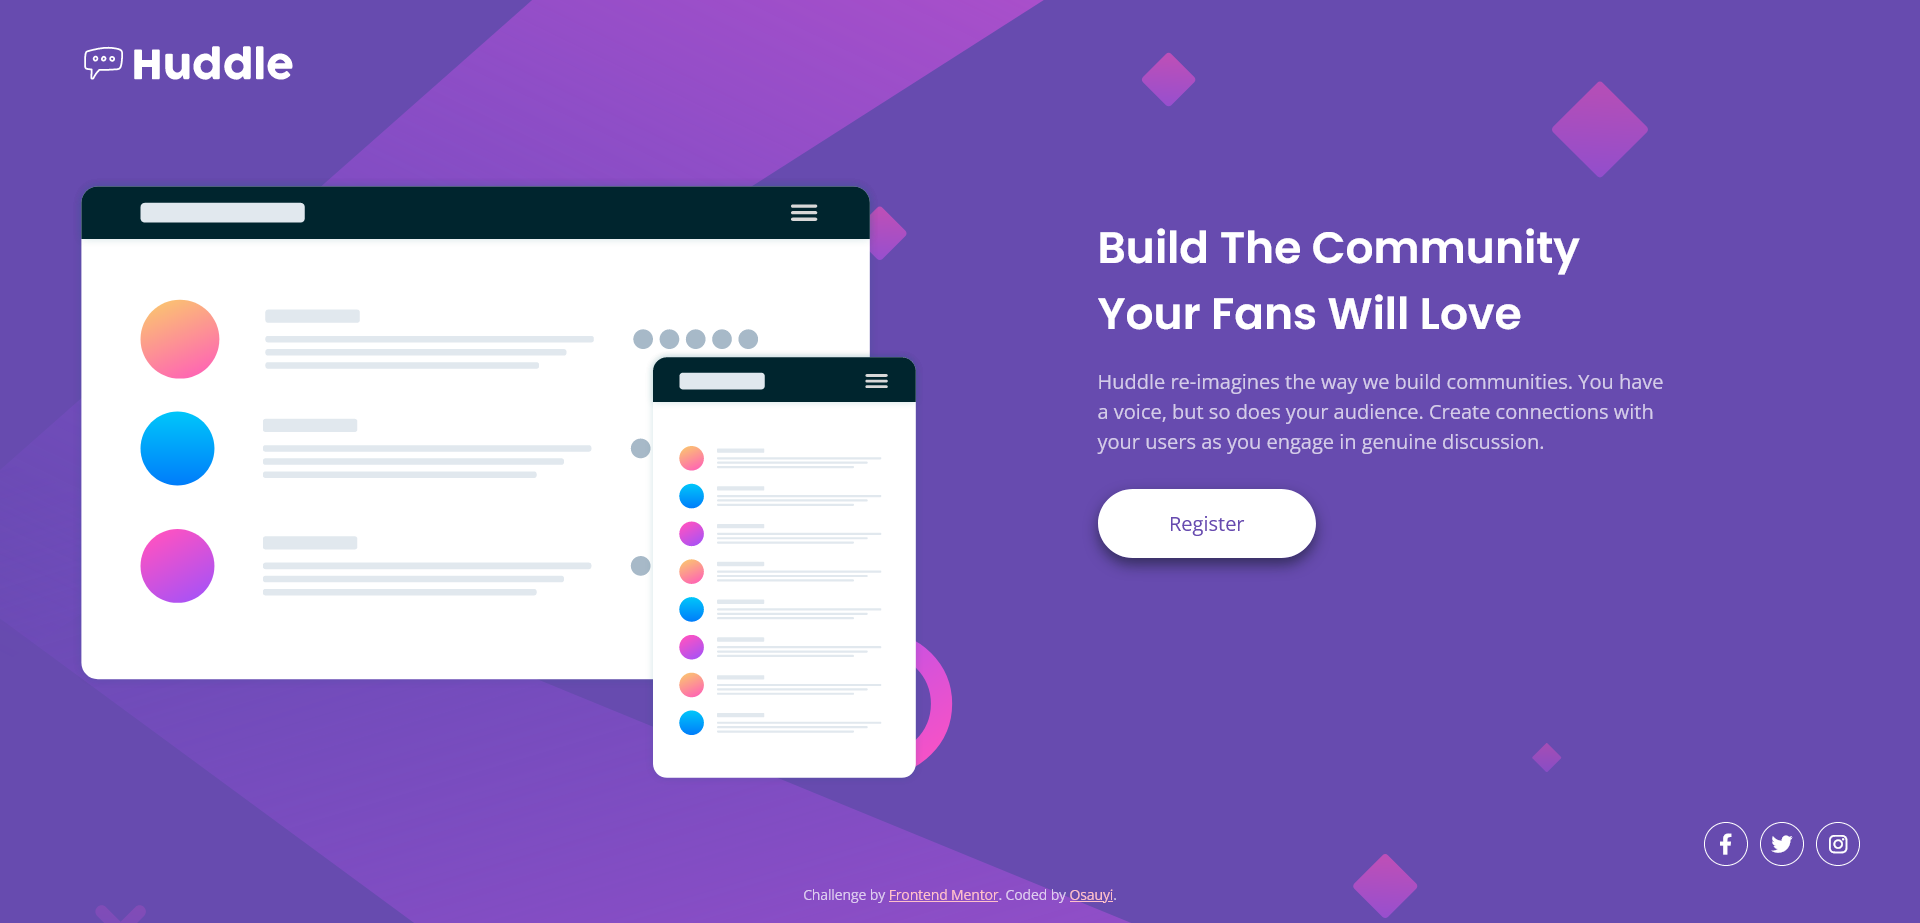 Huddle
Build The Community
Your Fans Will Love
Huddle re-imagines the way we build communities. You have
a voice, but so does your audience. Create connections with
your users as you engage in genuine discussion.
Register
Challenge by Frontend Mentor. Coded by Osauyi.